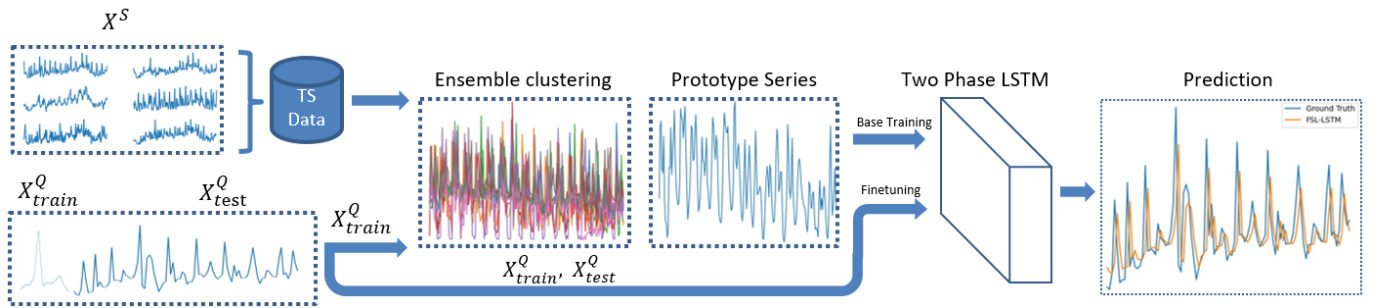 X^S
TS
Data
Ensemble clustering
Prototype Series
Two Phase LSTM
Prediction
Base Training
Finetuning
Ground Truth
FSL-LSTM
X^Q_train
X^Q_test
X^Q_train
X^Q_train, X^Q_test